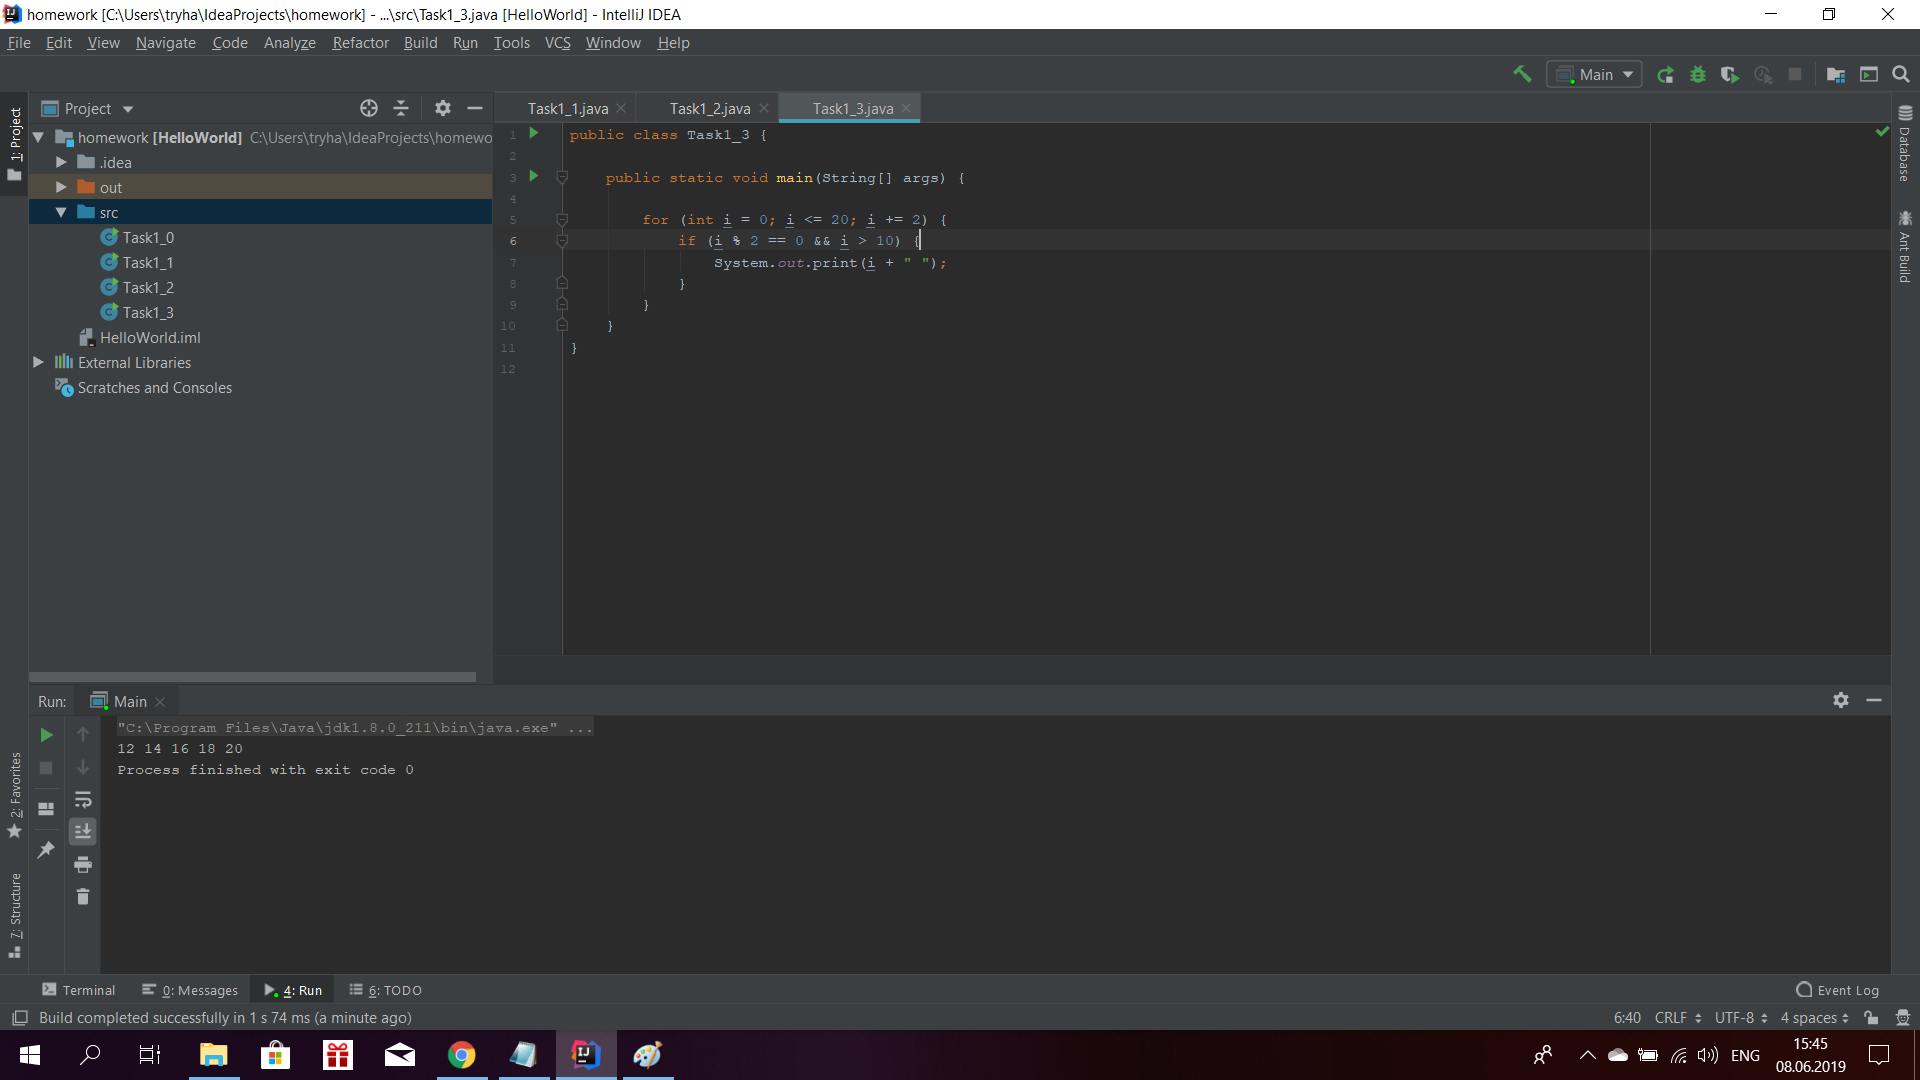 homework [C:\Users\tryha\IdeaProjects\homework] - ...\src\Task1_3.java [HelloWorld] - IntelliJ IDEA
File Edit View Navigate Code Analyze Refactor Build Run Tools VCS Window Help
Main
Project
Task1_1.java Task1_2.java Task1_3.java
1: Project
homework [HelloWorld] C:\Users\tryha\IdeaProjects\homewo
.idea
out
src
Task1_0
Task1_1
Task1_2
Task1_3
HelloWorld.iml
External Libraries
Scratches and Consoles
1 public class Task1_3 {
2
3 public static void main(String[] args) {
4
5 for (int i = 0; i <= 20; i += 2) {
6 if (i % 2 == 0 && i > 10) {
7 System.out.print(i + " ");
8 }
9 }
10 }
11 }
12
Database
Ant Build
Run: Main
"C:\Program Files\Java\jdk1.8.0_211\bin\java.exe" ...
12 14 16 18 20
Process finished with exit code 0
2: Favorites
7: Structure
Terminal 0: Messages 4: Run 6: TODO Event Log
Build completed successfully in 1 s 74 ms (a minute ago) 6:40 CRLF UTF-8 4 spaces
ENG
15:45
08.06.2019